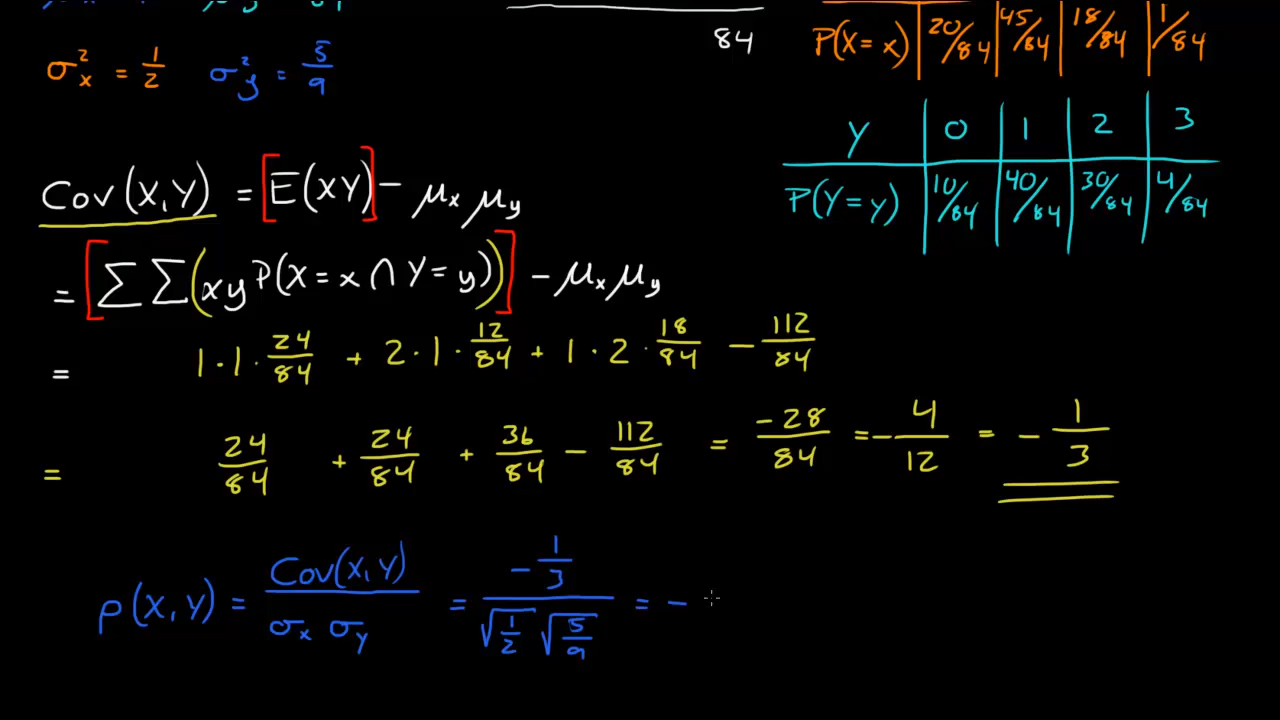 84
P(X = x) 20/84 45/84 18/84 1/84
σ²x = 1/2 σ²y = 5/9
Y 0 1 2 3
P(Y = y) 10/84 40/84 30/84 4/84
Cov(X,Y) = [E(XY)] - μx μy
= [ΣΣ(xy P(X = x ∩ Y = y))] - μx μy
= 1·1·24/84 + 2·1·12/84 + 1·2·18/84 - 112/84
= 24/84 + 24/84 + 36/84 - 112/84 = -28/84 = -4/12 = -1/3
ρ(X,Y) = Cov(X,Y)/σx σy = -1/3/√1/2 √5/9 = -